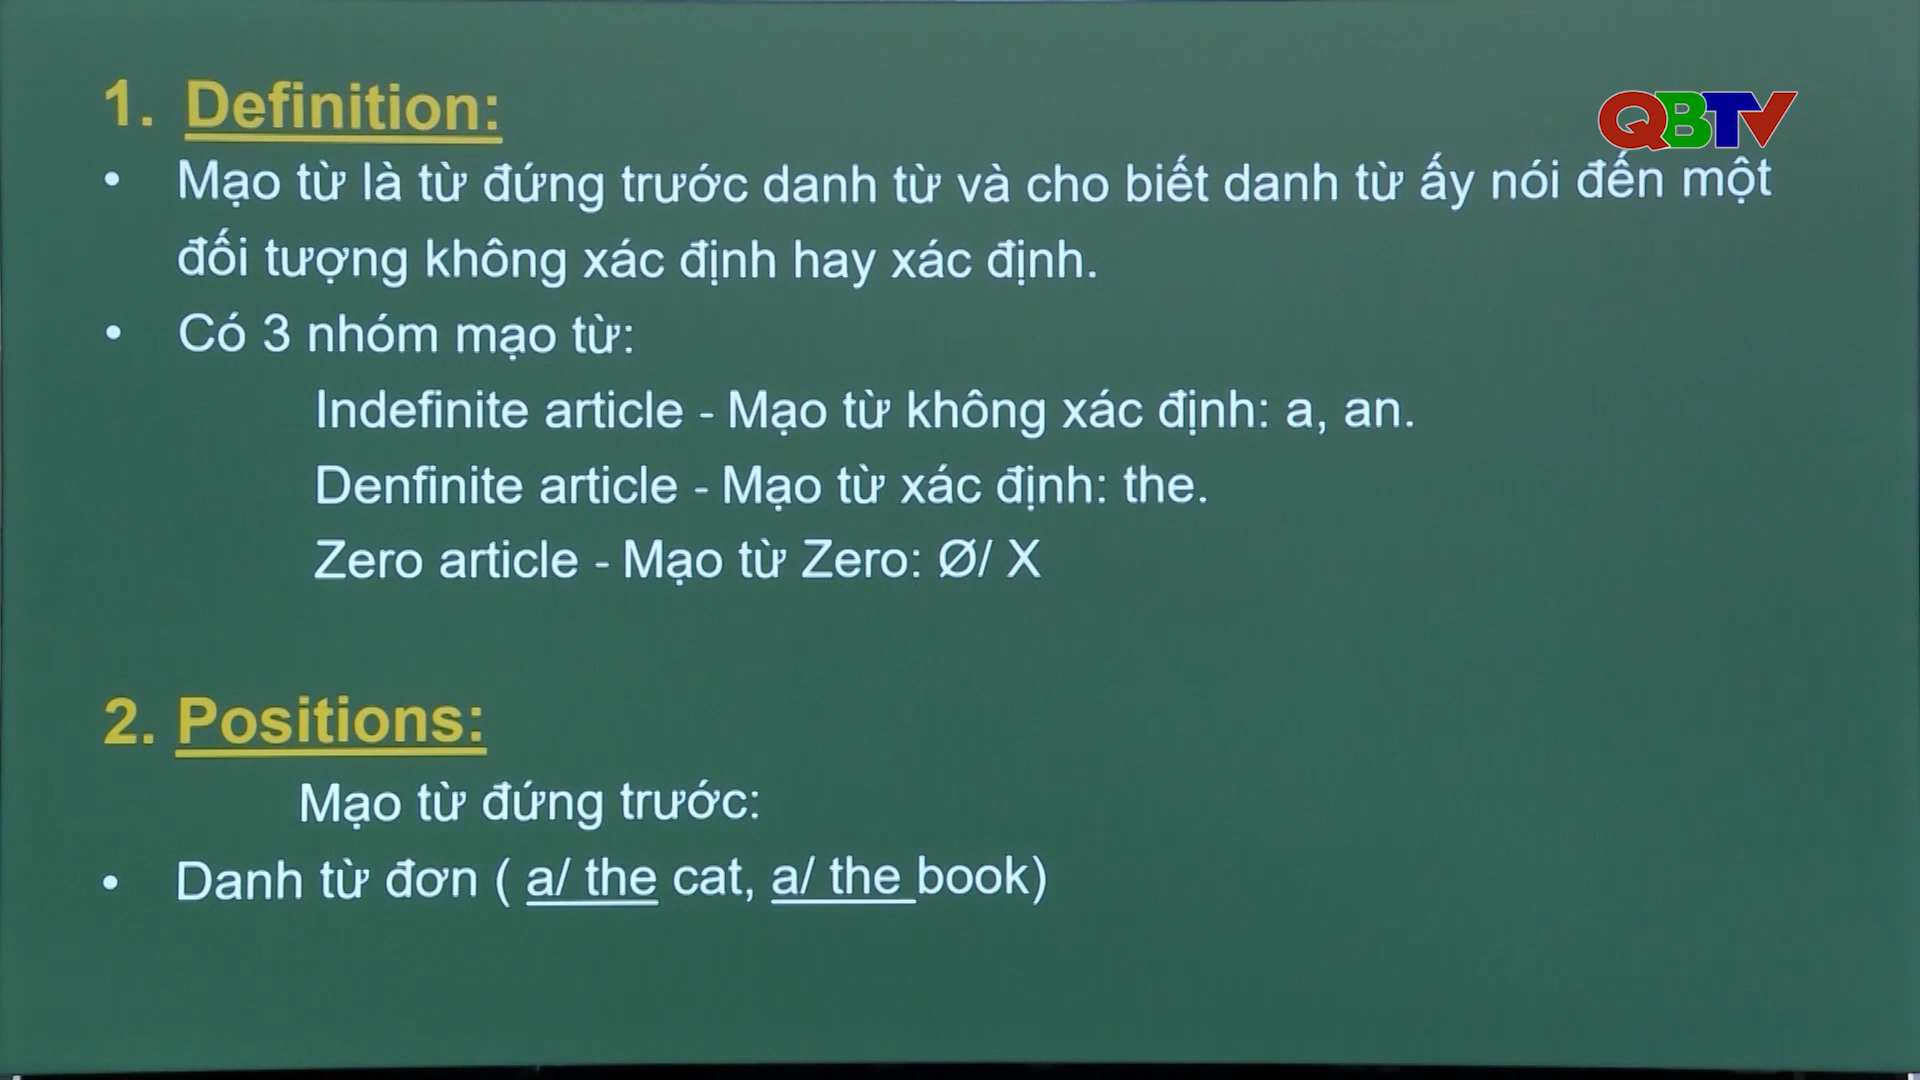 1. Definition:
QBTV
• Mạo từ là từ đứng trước danh từ và cho biết danh từ ấy nói đến một
đối tượng không xác định hay xác định.
• Có 3 nhóm mạo từ:
Indefinite article - Mạo từ không xác định: a, an.
Denfinite article - Mạo từ xác định: the.
Zero article - Mạo từ Zero: Ø/ X
2. Positions:
Mạo từ đứng trước:
• Danh từ đơn ( a/ the cat, a/ the book)